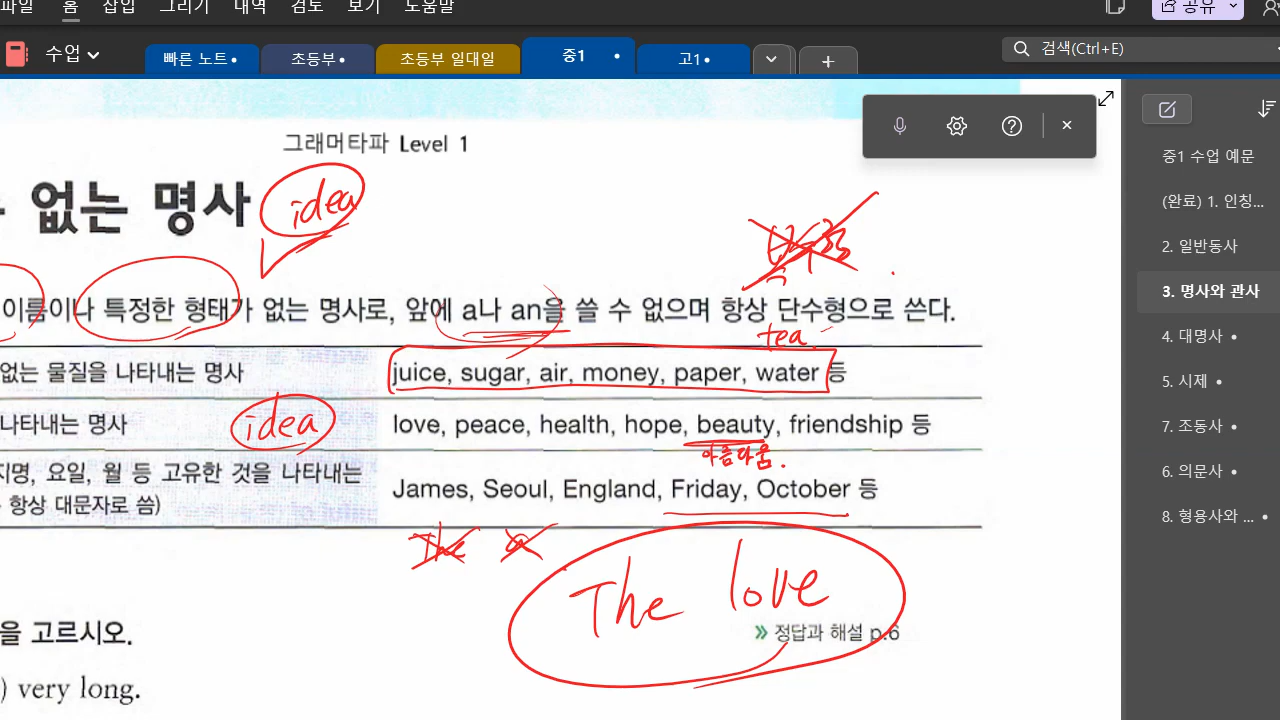 파일 홈 삽입 그리기 내역 검토 보기 도움말 공유
수업 빠른 노트 초등부 초등부 일대일 중1 고1 + 검색(Ctrl+E)
그래머타파 Level 1
없는 명사 idea
이름이나 특정한 형태가 없는 명사로, 앞에 a나 an을 쓸 수 없으며 항상 단수형으로 쓴다.
tea
없는 물질을 나타내는 명사 juice, sugar, air, money, paper, water 등
나타내는 명사 idea love, peace, health, hope, beauty, friendship 등
아름다움.
지명, 요일, 월 등 고유한 것을 나타내는
항상 대문자로 씀) James, Seoul, England, Friday, October 등
The a
The love
을 고르시오.
» 정답과 해설 p.6
) very long.
중1 수업 예문
(완료) 1. 인칭...
2. 일반동사
3. 명사와 관사
4. 대명사
5. 시제
7. 조동사
6. 의문사
8. 형용사와 ...